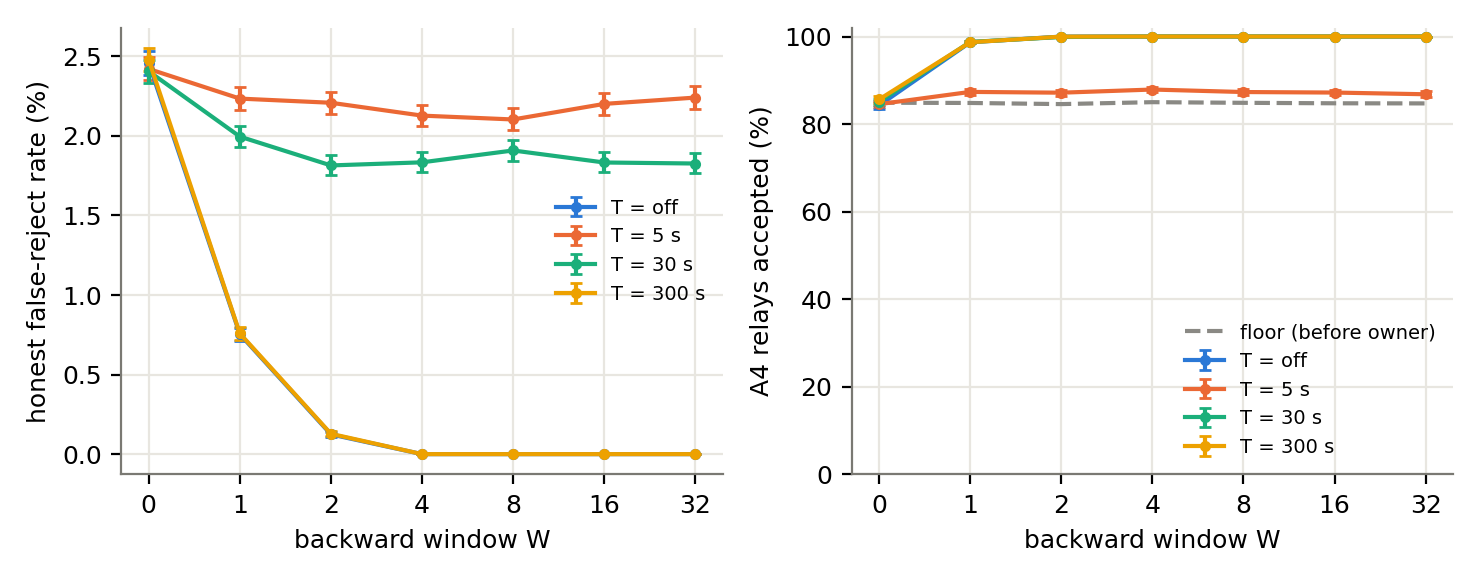 honest false-reject rate (%)
2.5
2.0
1.5
1.0
0.5
0.0
0 1 2 4 8 16 32
backward window W
T = off
T = 5 s
T = 30 s
T = 300 s
A4 relays accepted (%)
100
80
60
40
20
0
0 1 2 4 8 16 32
backward window W
floor (before owner)
T = off
T = 5 s
T = 30 s
T = 300 s